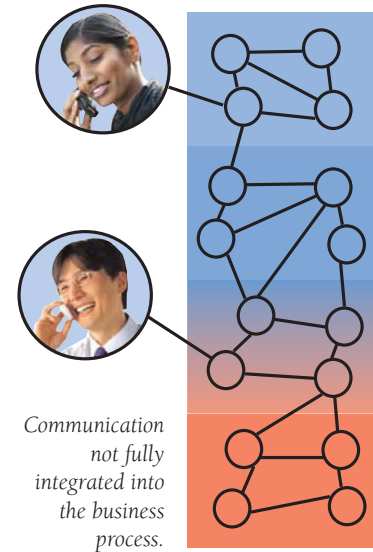 Communication
not fully
integrated into
the business
process.